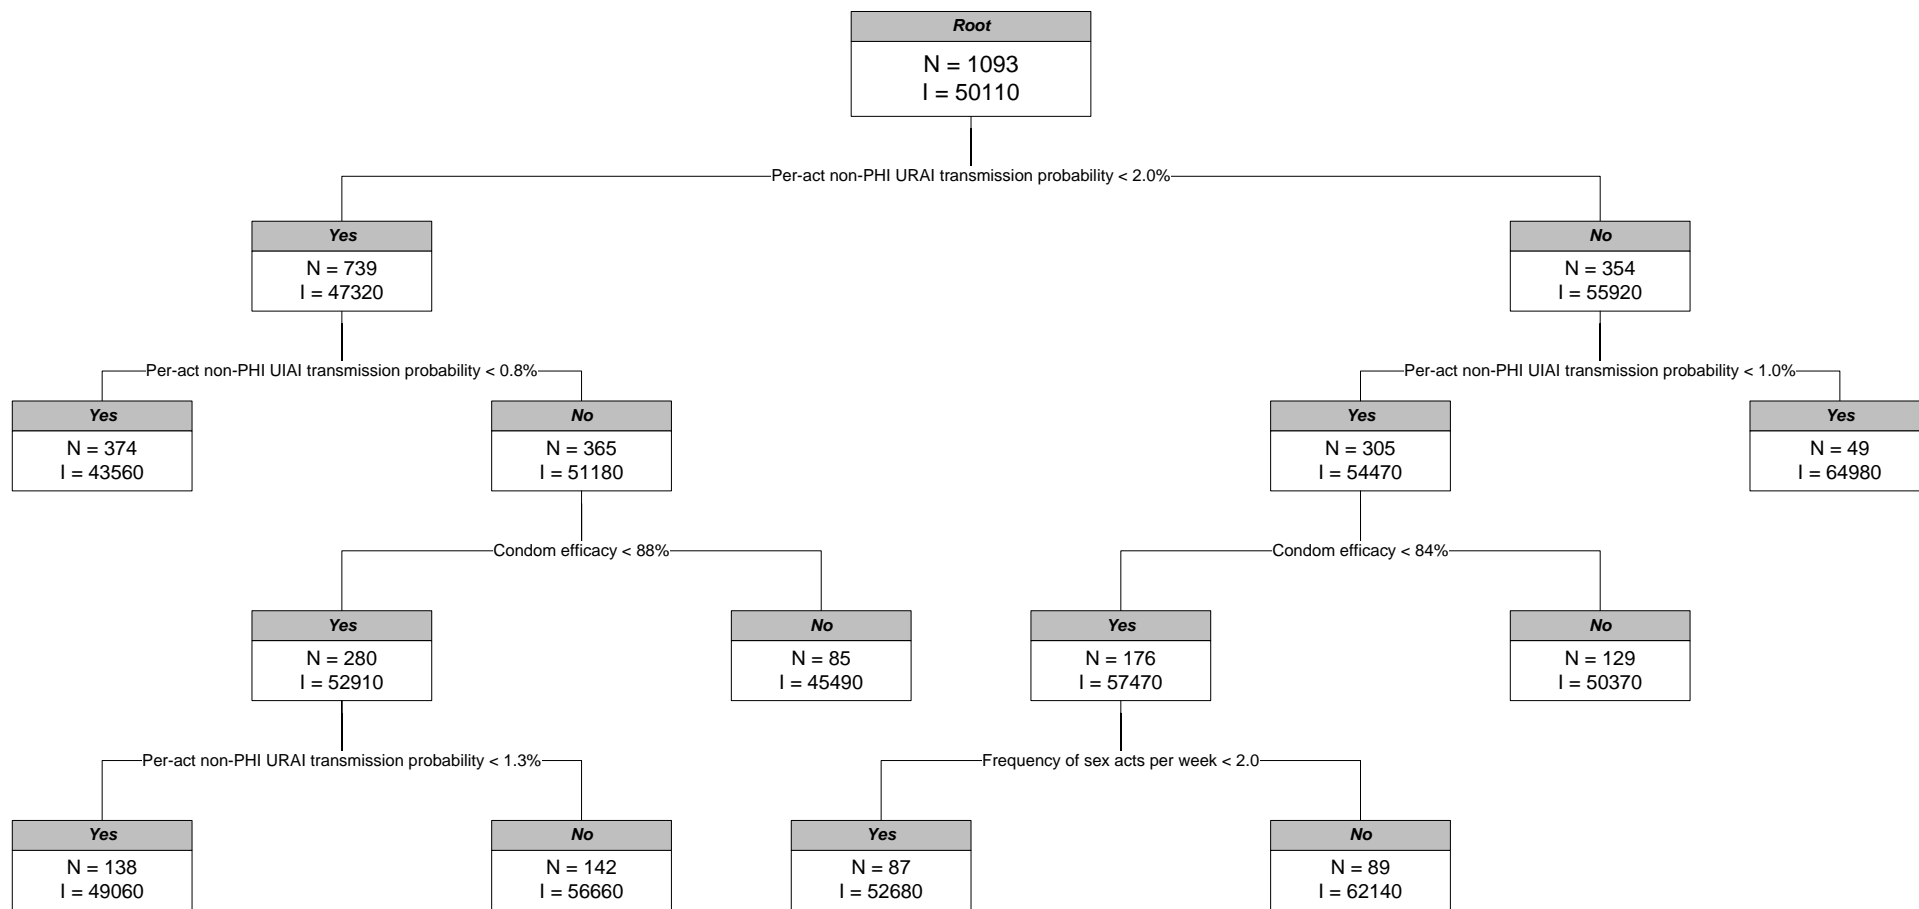 Root
N = 1093
I = 50110
Per-act non-PHI URAI transmission probability < 2.0%
Yes
N = 739
I = 47320
No
N = 354
I = 55920
Per-act non-PHI UIAI transmission probability < 0.8%
Per-act non-PHI UIAI transmission probability < 1.0%
Yes
N = 374
I = 43560
No
N = 365
I = 51180
Yes
N = 305
I = 54470
Yes
N = 49
I = 64980
Condom efficacy < 88%
Condom efficacy < 84%
Yes
N = 280
I = 52910
No
N = 85
I = 45490
Yes
N = 176
I = 57470
No
N = 129
I = 50370
Per-act non-PHI URAI transmission probability < 1.3%
Frequency of sex acts per week < 2.0
Yes
N = 138
I = 49060
No
N = 142
I = 56660
Yes
N = 87
I = 52680
No
N = 89
I = 62140